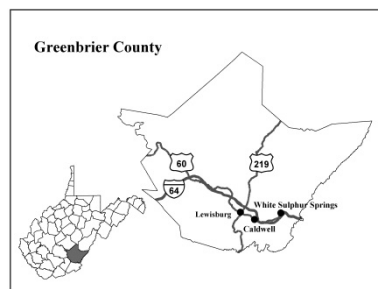 Greenbrier County
60
219
64
White Sulphur Springs
Lewisburg
Caldwell